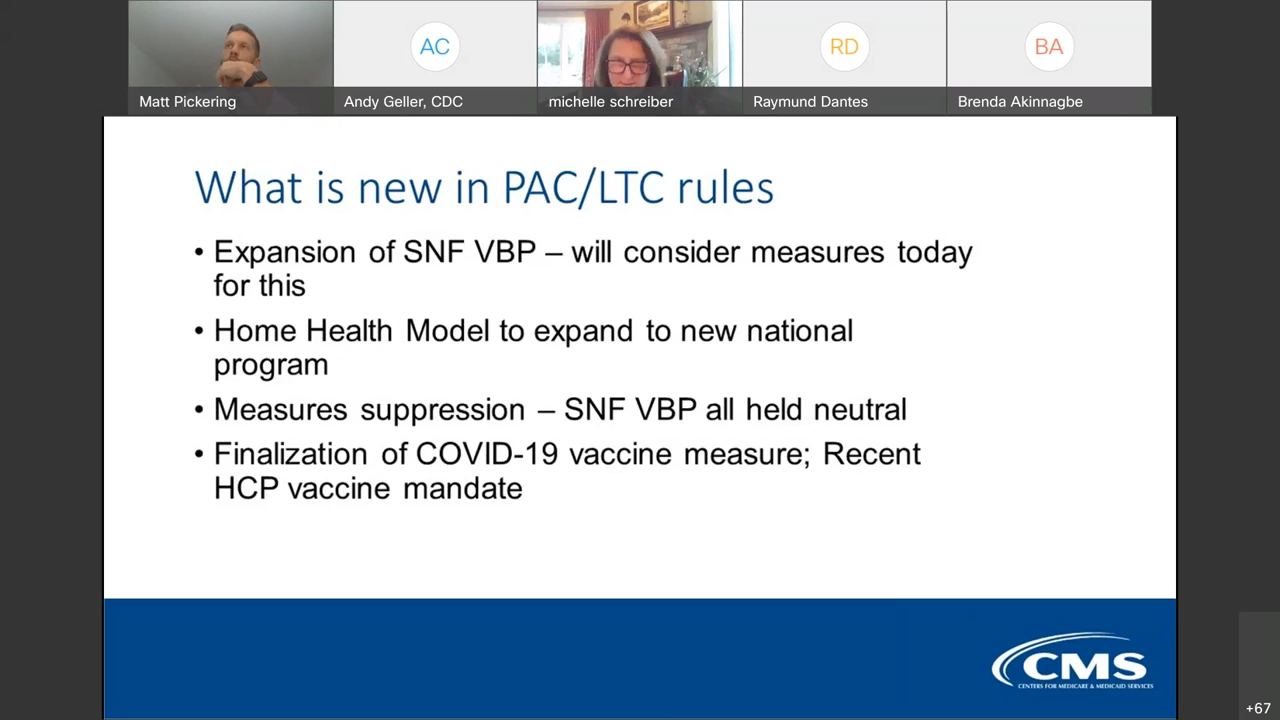 AC
RD
BA
Matt Pickering
Andy Geller, CDC
michelle schreiber
Raymund Dantes
Brenda Akinnagbe
What is new in PAC/LTC rules
• Expansion of SNF VBP – will consider measures today
for this
• Home Health Model to expand to new national
program
• Measures suppression – SNF VBP all held neutral
• Finalization of COVID-19 vaccine measure; Recent
HCP vaccine mandate
CMS
CENTERS FOR MEDICARE & MEDICAID SERVICES
+67